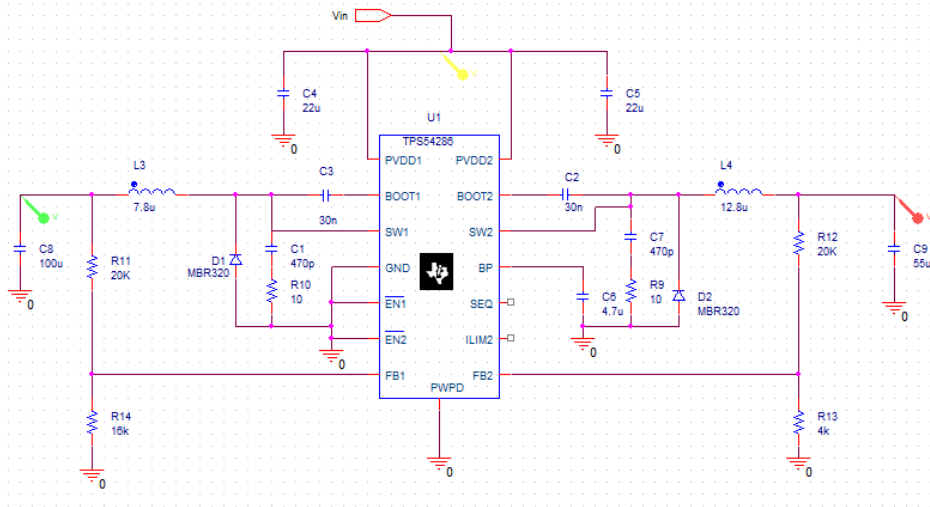 Vin
C4
22u
0
C5
22u
0
U1
TPS54286
PVDD1
PVDD2
L3
7.8u
C3
30n
BOOT1
BOOT2
C2
30n
L4
12.8u
SW1
SW2
V
C8
100u
0
R11
20K
D1
MBR320
C1
470p
R10
10
GND
BP
C7
470p
R9
10
D2
MBR320
R12
20K
V
C9
55u
0
EN1
SEQ
C6
4.7u
EN2
ILIM2
0
0
FB1
FB2
PWPD
R14
16k
0
0
R13
4k
0